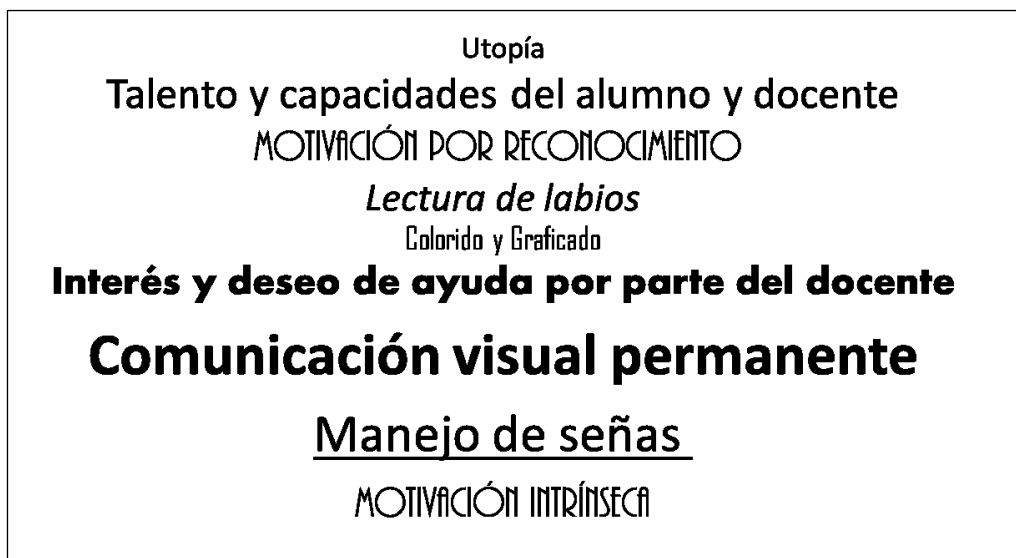 Utopía
Talento y capacidades del alumno y docente
MOTIVACIÓN POR RECONOCIMIENTO
Lectura de labios
Colorido y Graficado
Interés y deseo de ayuda por parte del docente
Comunicación visual permanente
Manejo de señas
MOTIVACIÓN INTRÍNSECA